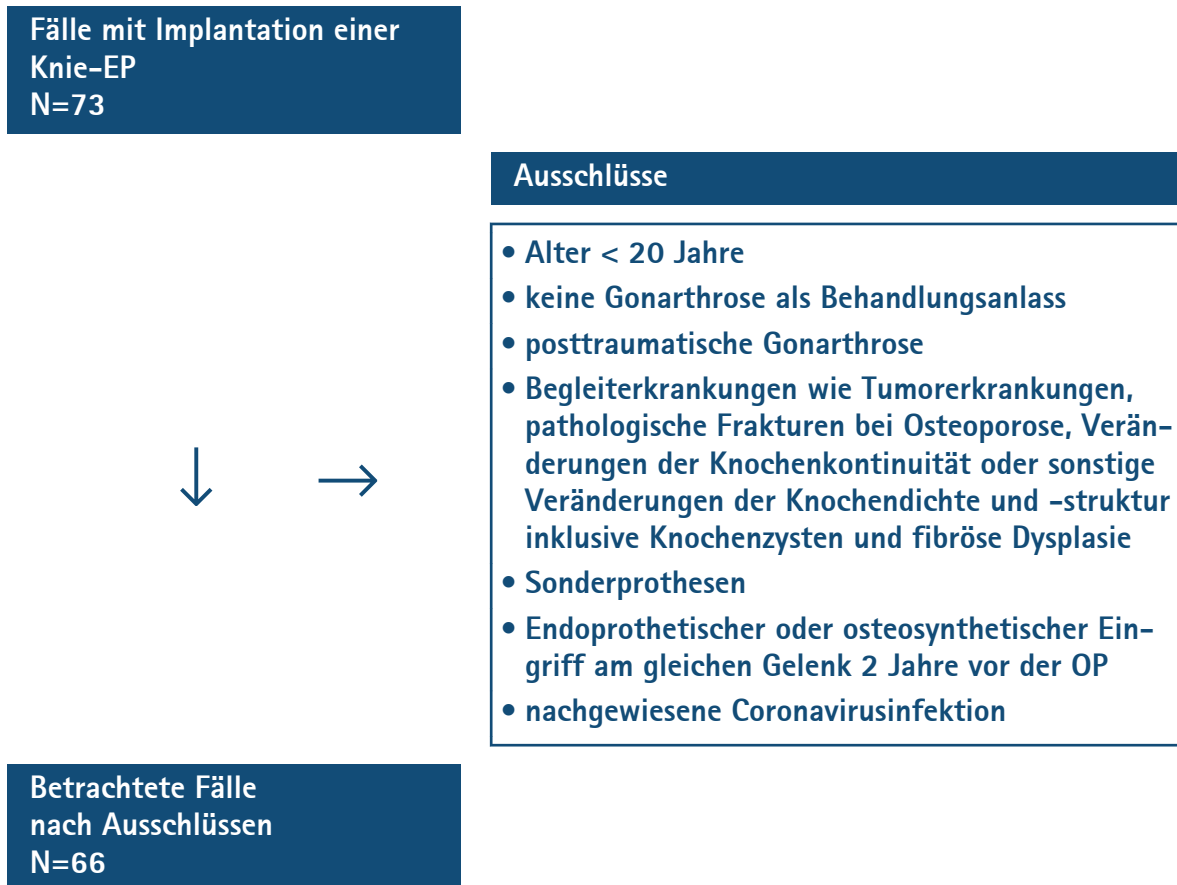 Fälle mit Implantation einer
Knie-EP
N=73
Ausschlüsse
• Alter < 20 Jahre
• keine Gonarthrose als Behandlungsanlass
• posttraumatische Gonarthrose
• Begleiterkrankungen wie Tumorerkrankungen,
pathologische Frakturen bei Osteoporose, Verän-
derungen der Knochenkontinuität oder sonstige
Veränderungen der Knochendichte und -struktur
inklusive Knochenzysten und fibröse Dysplasie
• Sonderprothesen
• Endoprothetischer oder osteosynthetischer Ein-
griff am gleichen Gelenk 2 Jahre vor der OP
• nachgewiesene Coronavirusinfektion
Betrachtete Fälle
nach Ausschlüssen
N=66